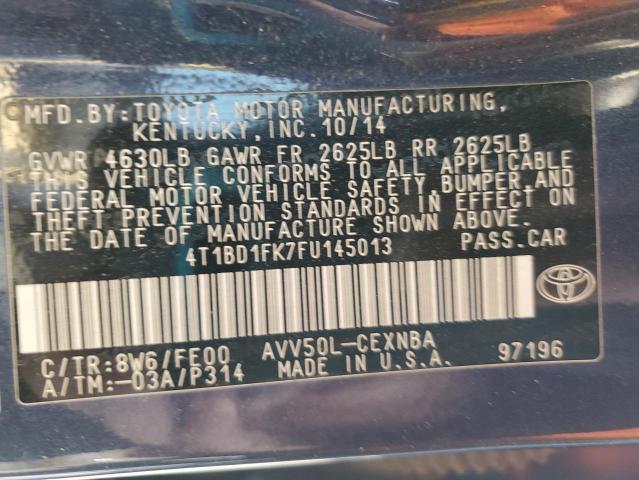 MFD.BY:TOYOTA MOTOR MANUFACTURING,
KENTUCKY,INC.10/14
GVWR 4630LB GAWR FR 2625LB RR 2625LB
THIS VEHICLE CONFORMS TO ALL APPLICABLE
FEDERAL MOTOR VEHICLE SAFETY,BUMPER,AND
THEFT PREVENTION STANDARDS IN EFFECT ON
THE DATE OF MANUFACTURE SHOWN ABOVE.
4T1BD1FK7FU145013 PASS.CAR
C/TR:8W6/FE00 AVV50L-CEXNBA
A/TM:-03A/P314 MADE IN U.S.A. 97196